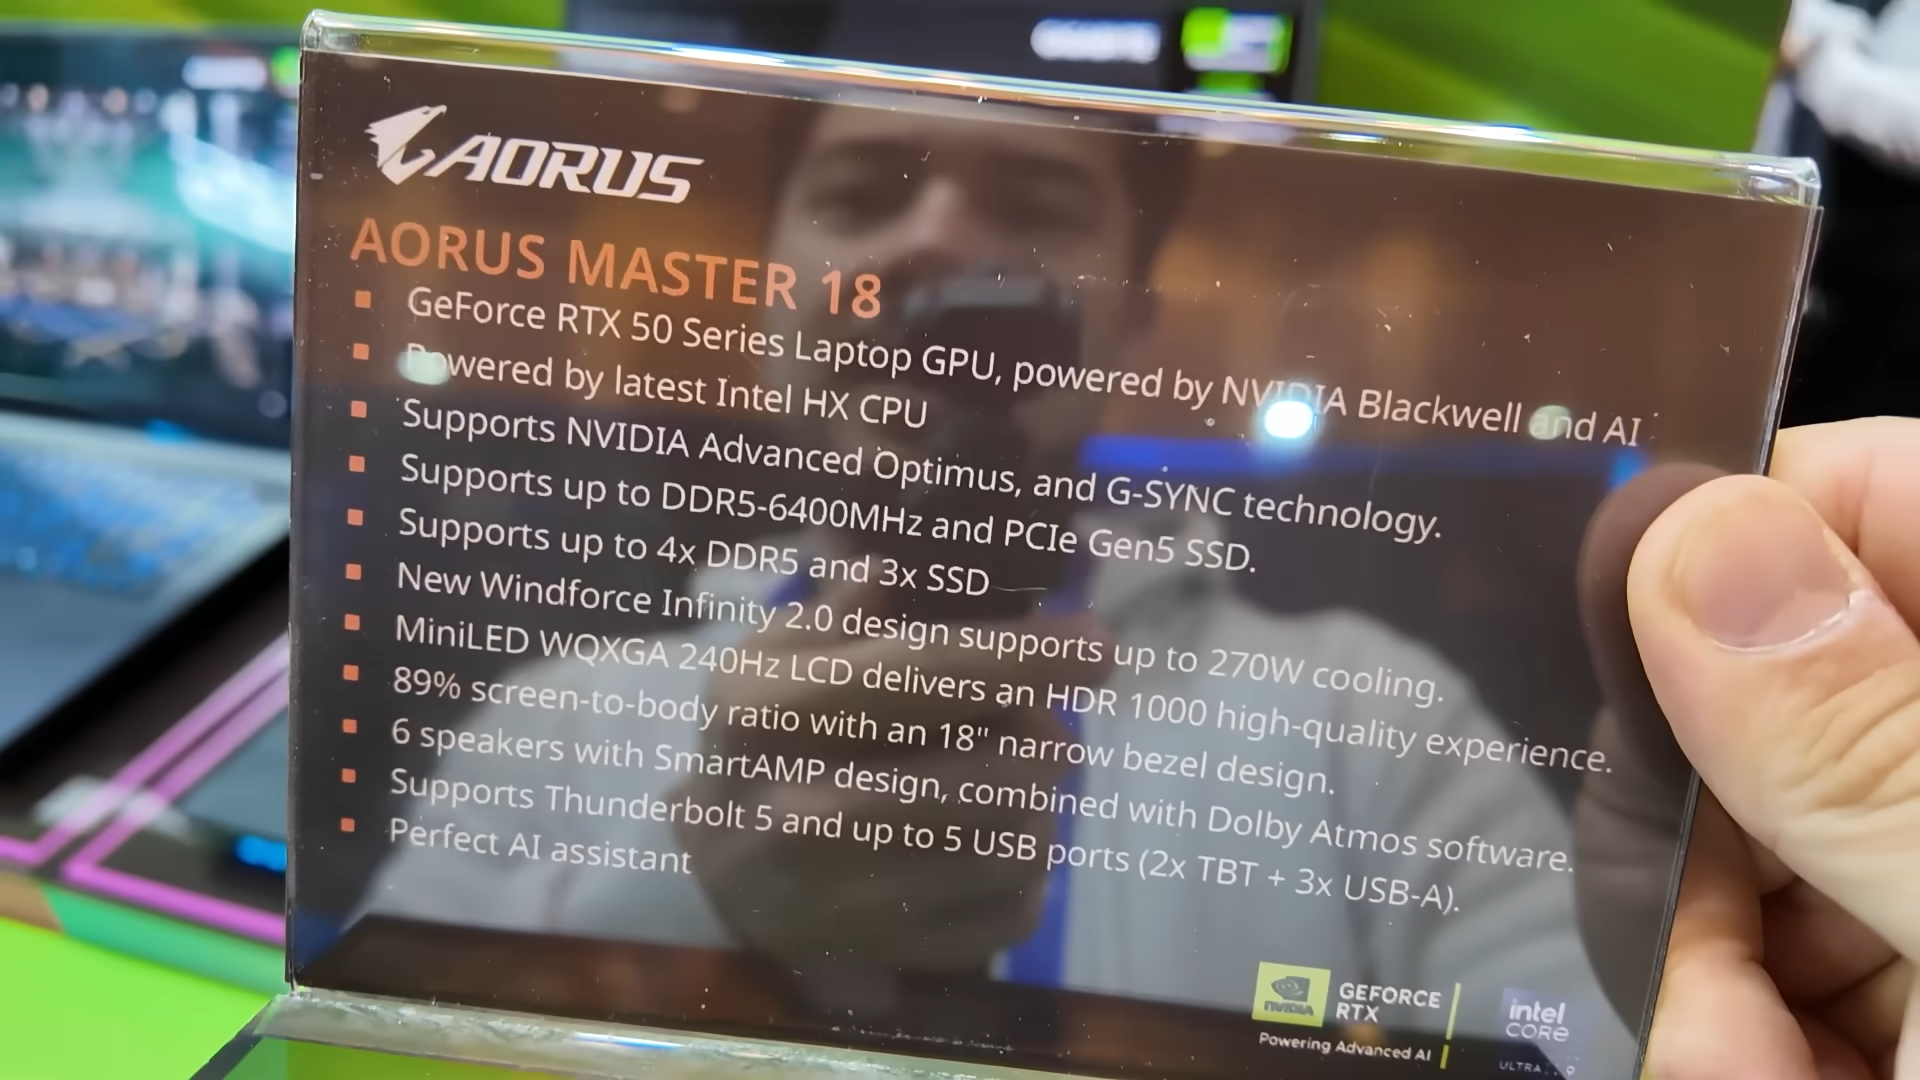 AORUS
AORUS MASTER 18
GeForce RTX 50 Series Laptop GPU, powered by NVIDIA Blackwell and AI
Powered by latest Intel HX CPU
Supports NVIDIA Advanced Optimus, and G-SYNC technology.
Supports up to DDR5-6400MHz and PCIe Gen5 SSD.
Supports up to 4x DDR5 and 3x SSD
New Windforce Infinity 2.0 design supports up to 270W cooling.
MiniLED WQXGA 240Hz LCD delivers an HDR 1000 high-quality experience.
89% screen-to-body ratio with an 18" narrow bezel design.
6 speakers with SmartAMP design, combined with Dolby Atmos software.
Supports Thunderbolt 5 and up to 5 USB ports (2x TBT + 3x USB-A).
Perfect AI assistant
NVIDIA
GEFORCE
RTX
Powering Advanced AI
intel
CORE
ULTRA 9